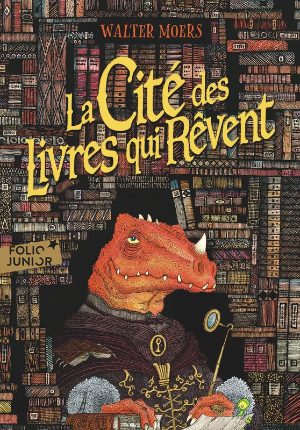 WALTER MOERS
La Cité des
Livres qui Rêvent
FOLIO
JUNIOR